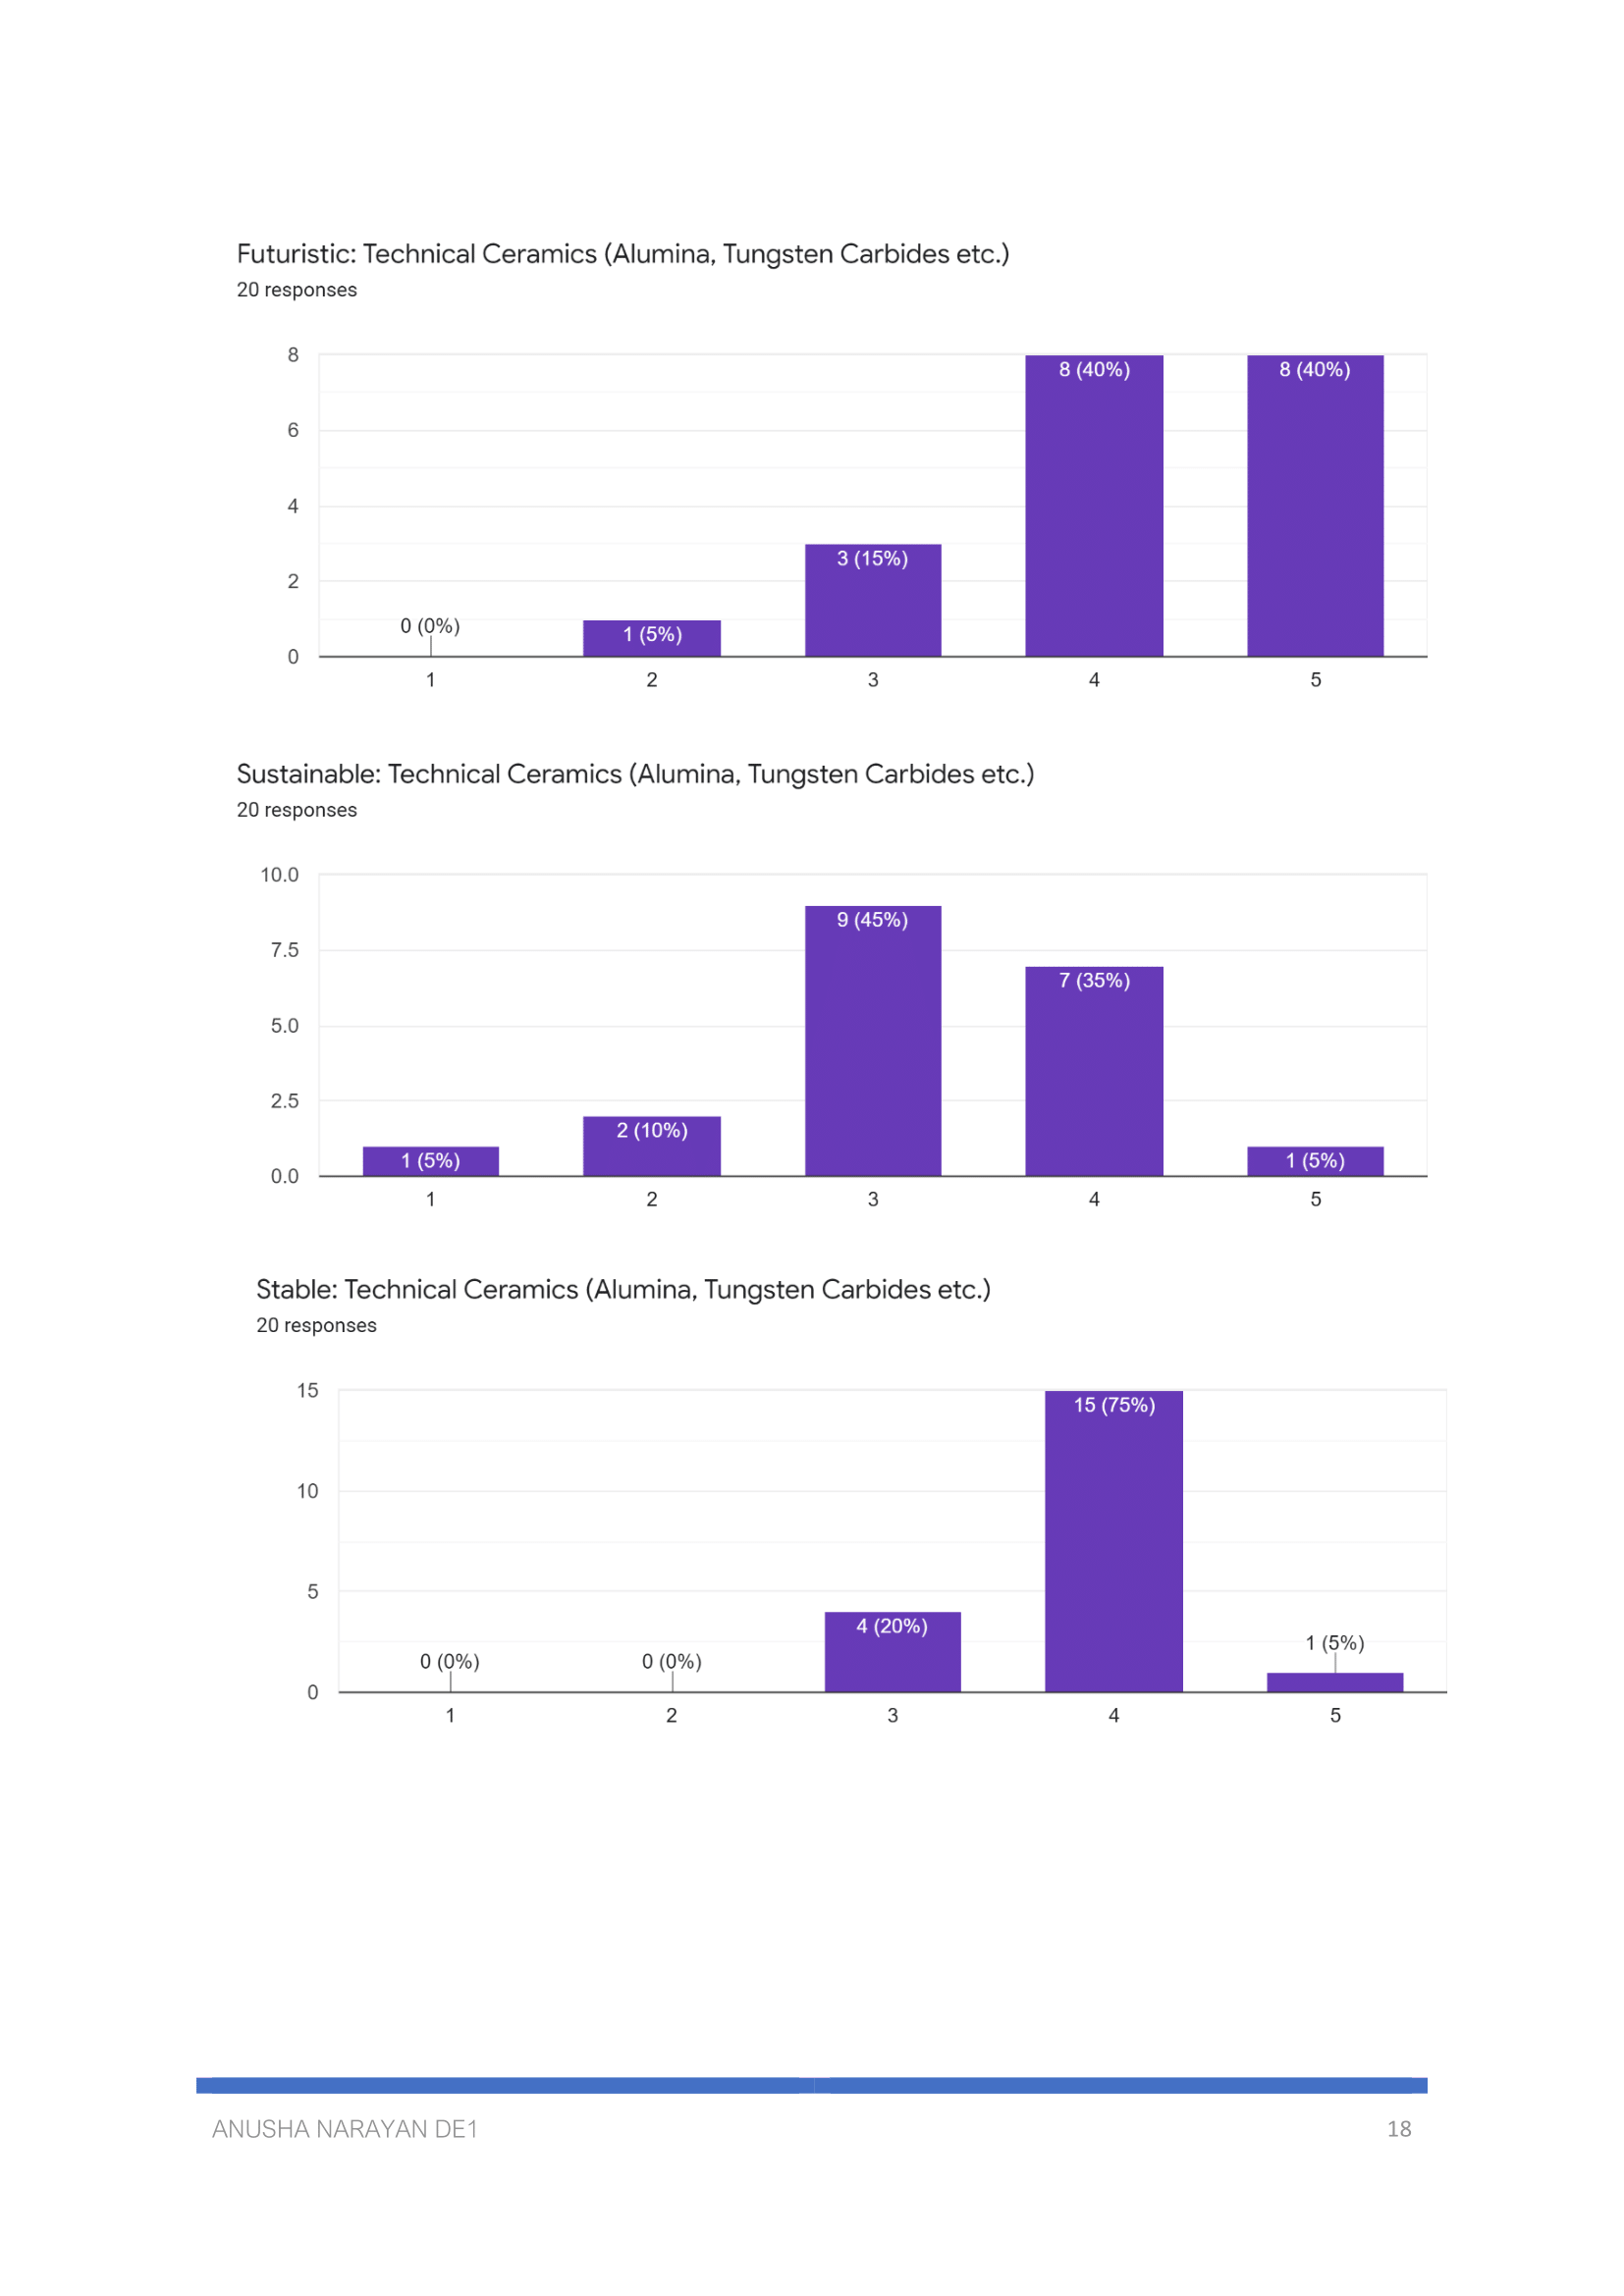 Futuristic: Technical Ceramics (Alumina, Tungsten Carbides etc.)
20 responses
8
6
4
2
0
0 (0%)
1 (5%)
3 (15%)
8 (40%)
8 (40%)
1 2 3 4 5
Sustainable: Technical Ceramics (Alumina, Tungsten Carbides etc.)
20 responses
10.0
7.5
5.0
2.5
0.0
1 (5%)
2 (10%)
9 (45%)
7 (35%)
1 (5%)
1 2 3 4 5
Stable: Technical Ceramics (Alumina, Tungsten Carbides etc.)
20 responses
15
10
5
0
0 (0%)
0 (0%)
4 (20%)
15 (75%)
1 (5%)
1 2 3 4 5
ANUSHA NARAYAN DE1 18